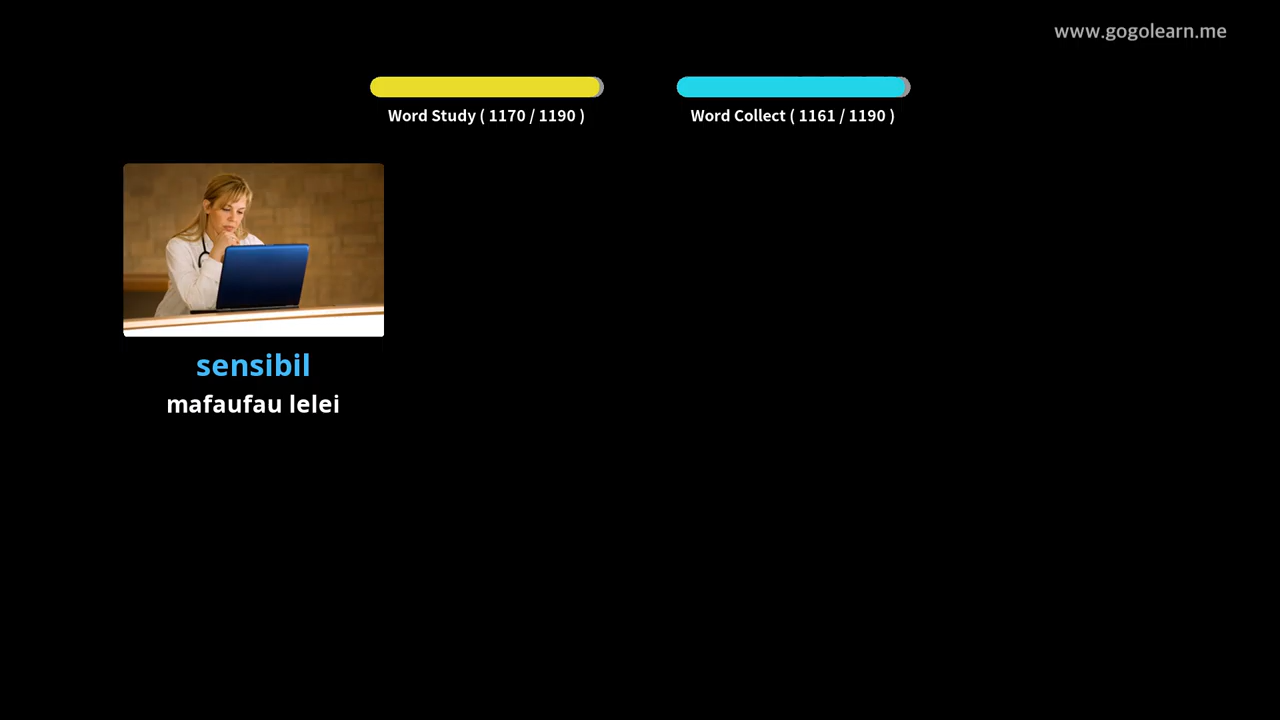 www.gogolearn.me
Word Study ( 1170 / 1190 )
Word Collect ( 1161 / 1190 )
sensibil
mafaufau lelei